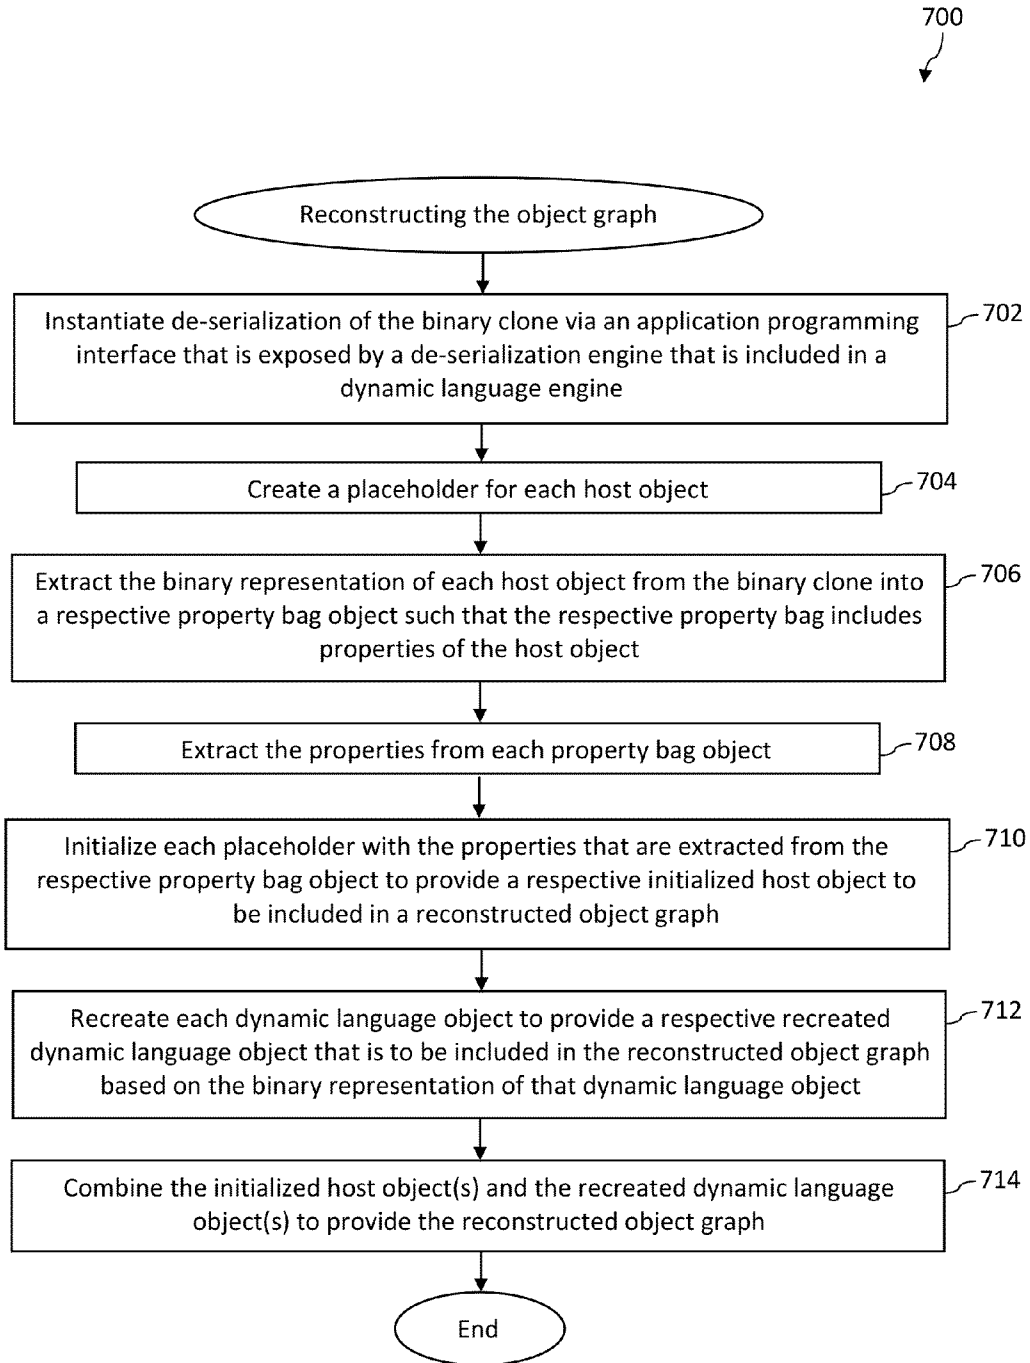 700
Reconstructing the object graph
Instantiate de-serialization of the binary clone via an application programming
interface that is exposed by a de-serialization engine that is included in a
dynamic language engine
702
Create a placeholder for each host object
704
Extract the binary representation of each host object from the binary clone into
a respective property bag object such that the respective property bag includes
properties of the host object
706
Extract the properties from each property bag object
708
Initialize each placeholder with the properties that are extracted from the
respective property bag object to provide a respective initialized host object to
be included in a reconstructed object graph
710
Recreate each dynamic language object to provide a respective recreated
dynamic language object that is to be included in the reconstructed object graph
based on the binary representation of that dynamic language object
712
Combine the initialized host object(s) and the recreated dynamic language
object(s) to provide the reconstructed object graph
714
End